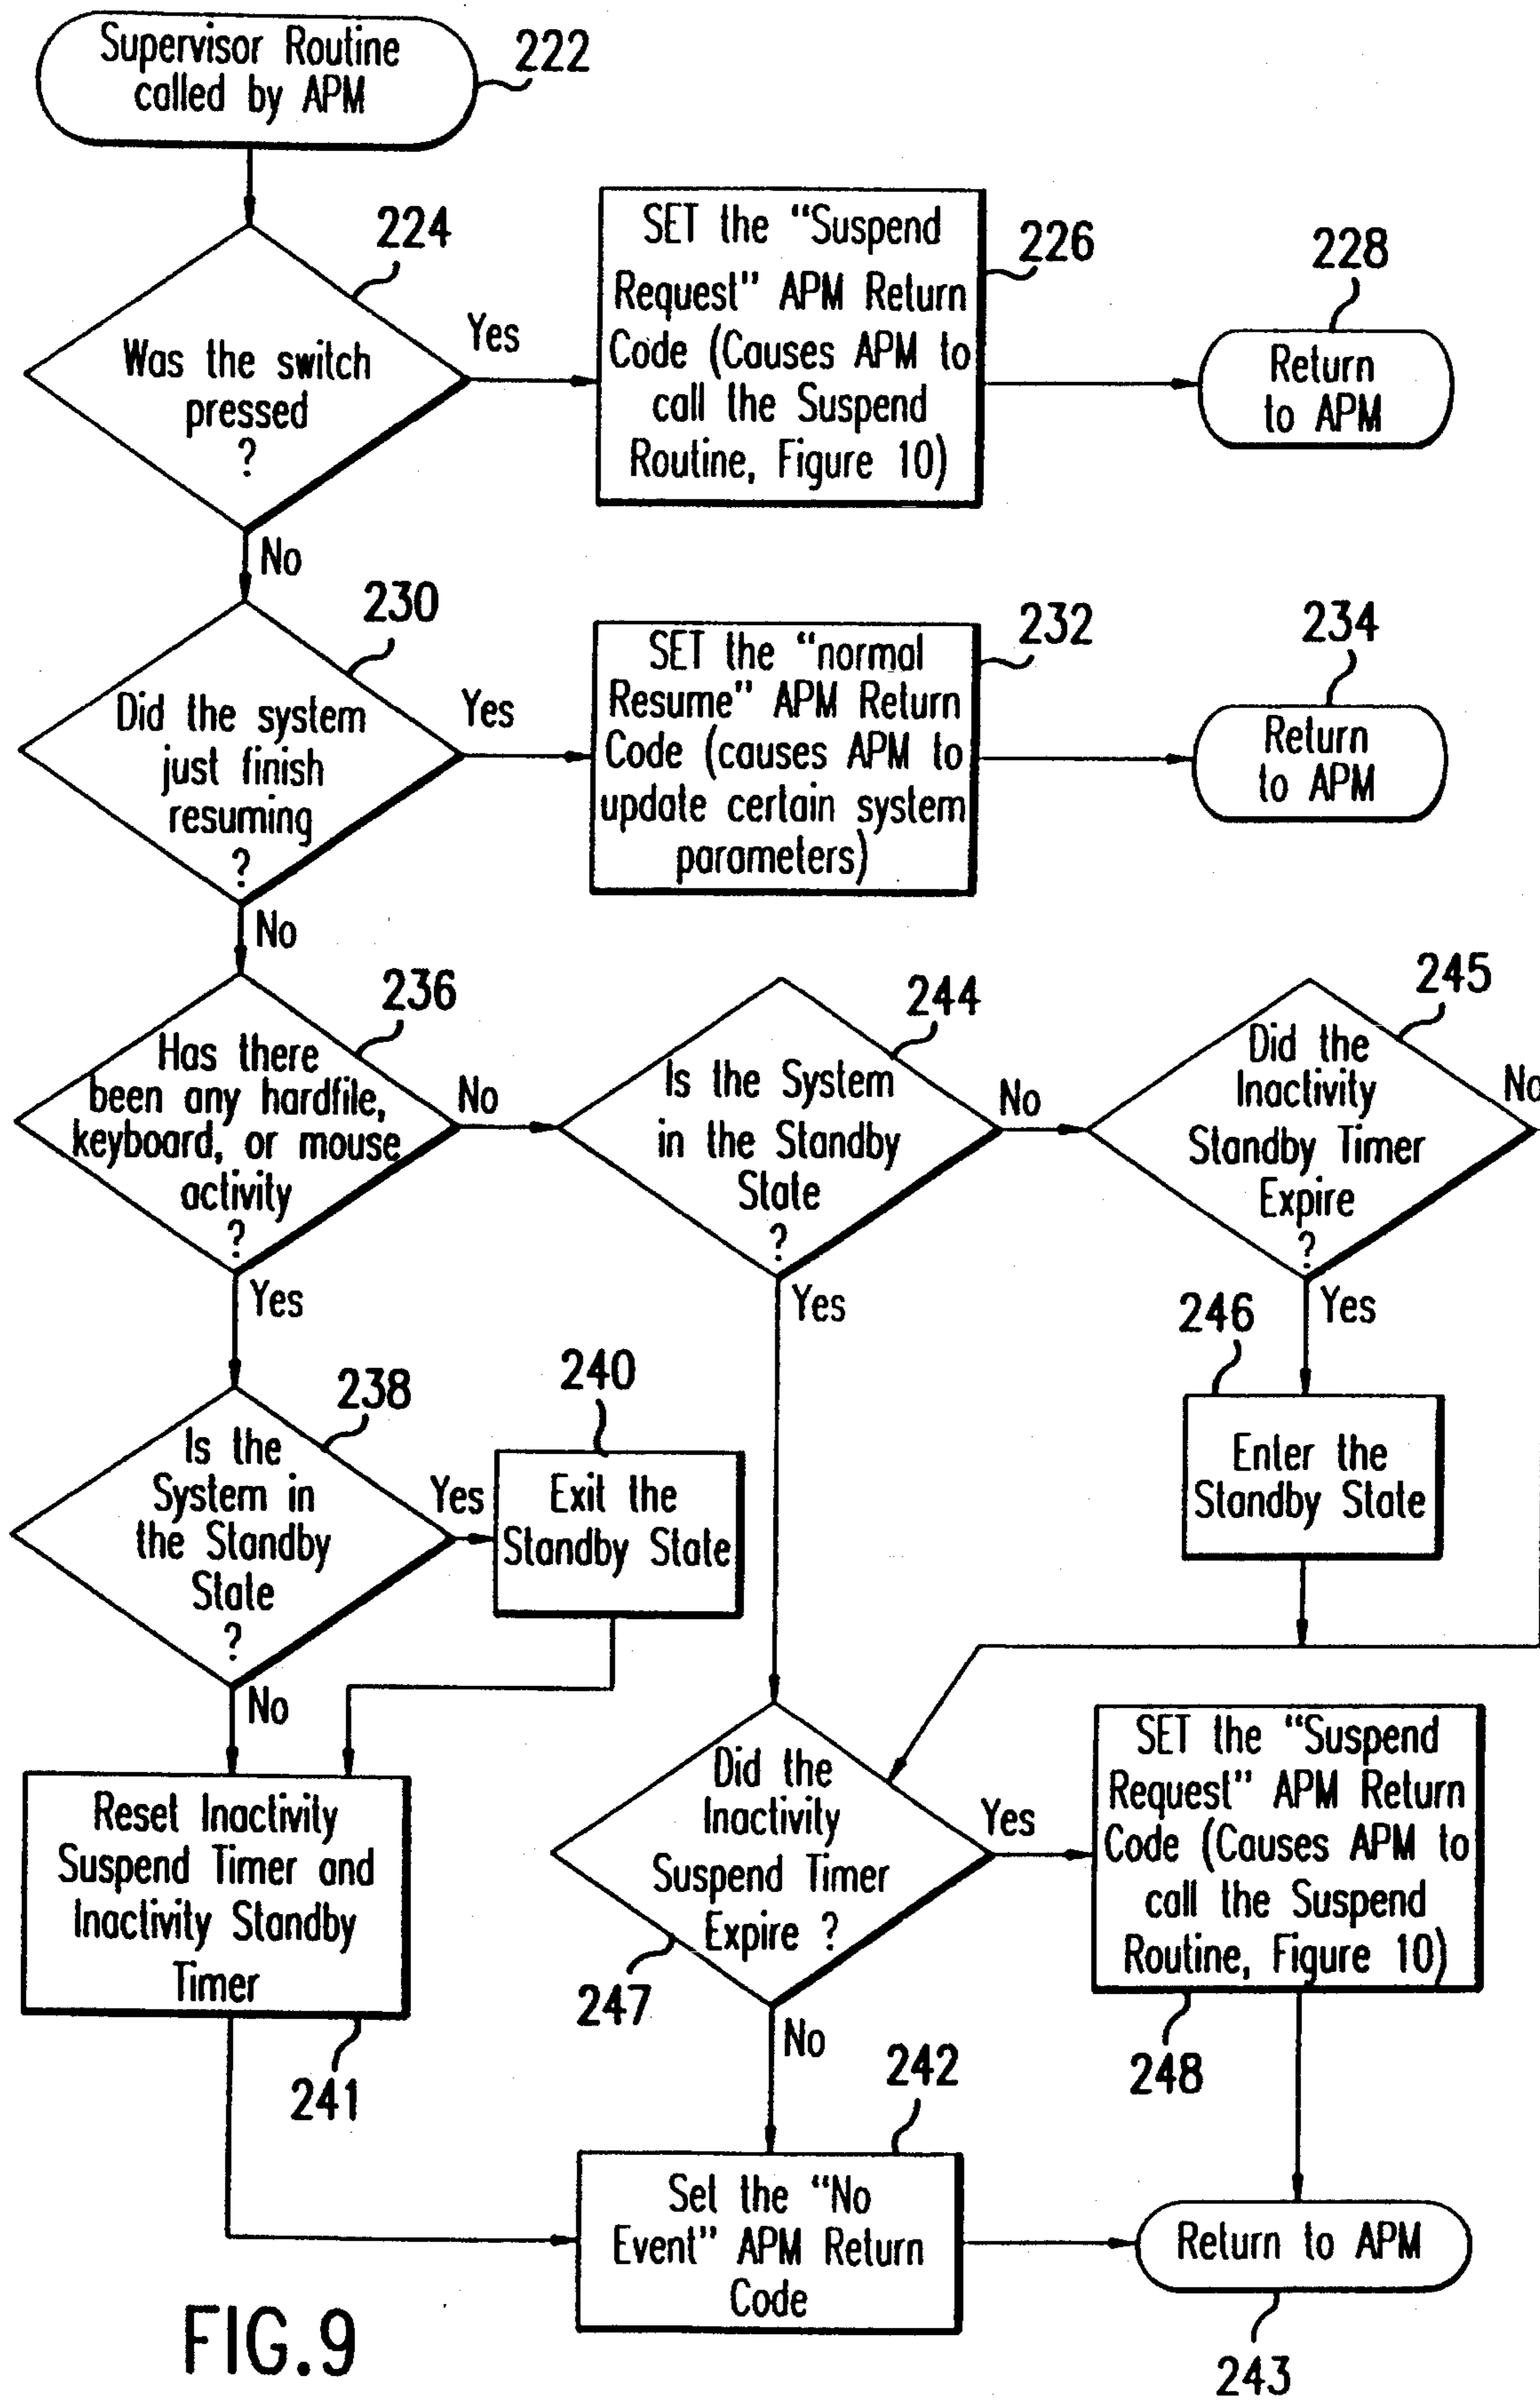 Supervisor Routine
called by APM
222
224
Was the switch
pressed
?
Yes
No
SET the “Suspend
Request” APM Return
Code (Causes APM to
call the Suspend
Routine, Figure 10)
226
228
Return
to APM
230
Did the system
just finish
resuming
?
Yes
No
SET the “normal
Resume” APM Return
Code (causes APM to
update certain system
parameters)
232
234
Return
to APM
236
Has there
been any hardfile,
keyboard, or mouse
activity
?
No
Yes
244
Is the System
in the Standby
State
?
No
Yes
245
Did the
Inactivity
Standby Timer
Expire
?
No
Yes
246
Enter the
Standby State
238
Is the
System in
the Standby
State
?
Yes
No
240
Exit the
Standby State
Reset Inactivity
Suspend Timer and
Inactivity Standby
Timer
241
Did the
Inactivity
Suspend Timer
Expire ?
247
Yes
No
SET the “Suspend
Request” APM Return
Code (Causes APM to
call the Suspend
Routine, Figure 10)
248
242
Set the “No
Event” APM Return
Code
Return to APM
243
FIG.9